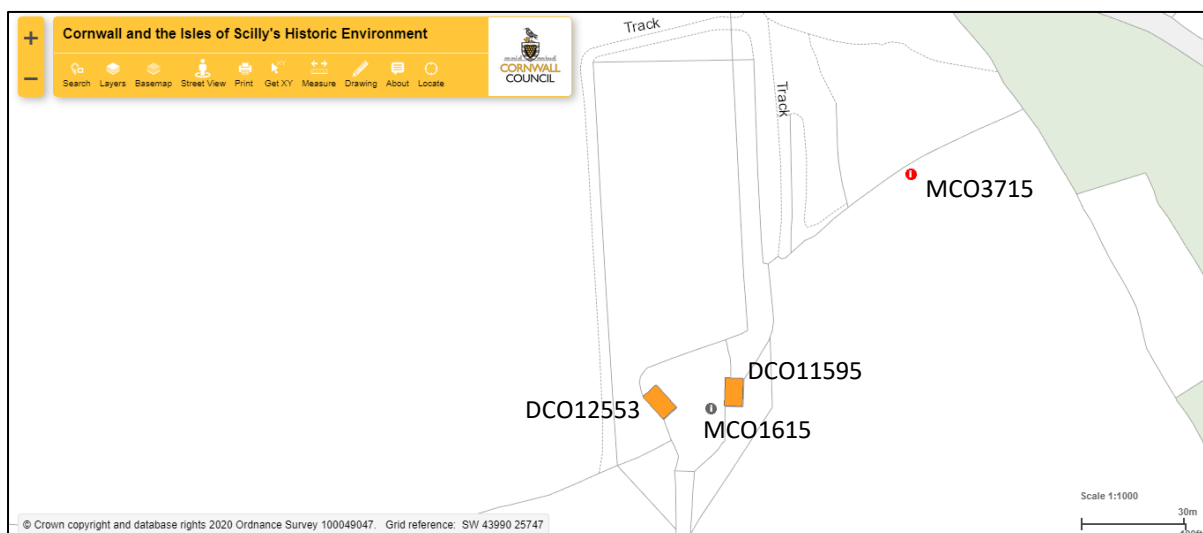 +
−
Cornwall and the Isles of Scilly's Historic Environment
Search Layers Basemap Street View Print Get XY Measure Drawing About Locate
CORNWALL
COUNCIL
Track
Track
MCO3715
DCO11595
DCO12553
MCO1615
Scale 1:1000
30m
© Crown copyright and database rights 2020 Ordnance Survey 100049047. Grid reference: SW 43990 25747